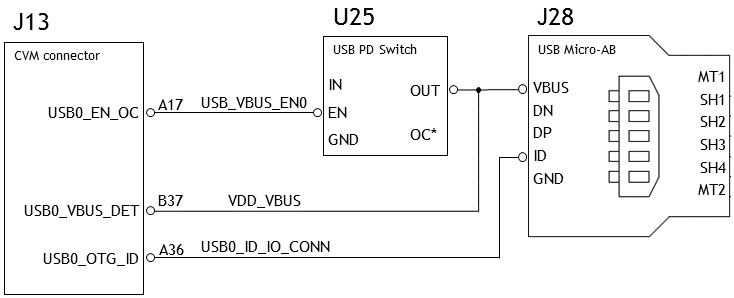 J13
U25
J28
CVM connector
USB PD Switch
USB Micro-AB
USB0_EN_OC
A17
USB_VBUS_EN0
IN
EN
GND
OUT
OC*
VBUS
DN
DP
ID
GND
MT1
SH1
SH2
SH3
SH4
MT2
USB0_VBUS_DET
B37
VDD_VBUS
USB0_OTG_ID
A36
USB0_ID_IO_CONN